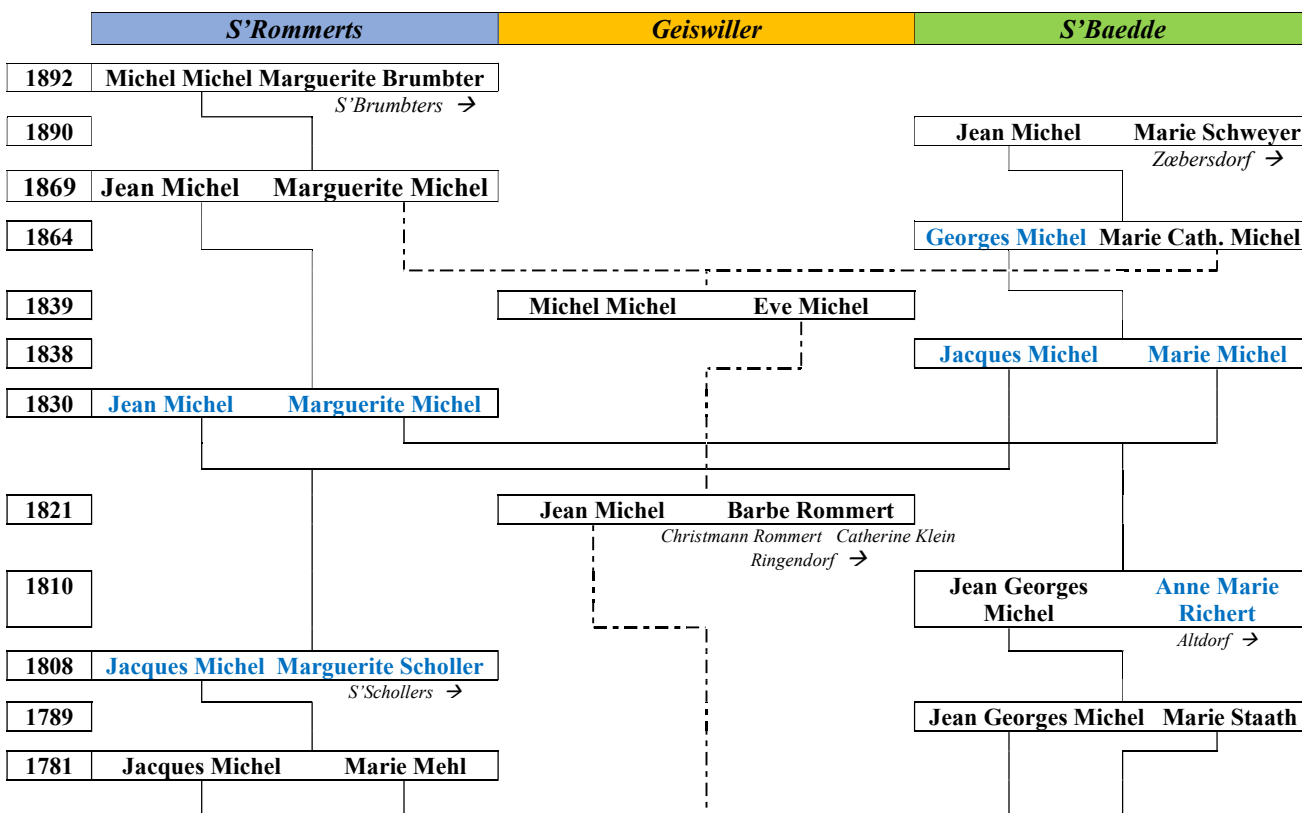 S'Rommerts Geiswiller S'Baedde
1892 Michel Michel Marguerite Brumbter
S'Brumbters →
1890 Jean Michel Marie Schweyer
Zœbersdorf →
1869 Jean Michel Marguerite Michel
1864 Georges Michel Marie Cath. Michel
1839 Michel Michel Eve Michel
1838 Jacques Michel Marie Michel
1830 Jean Michel Marguerite Michel
1821 Jean Michel Barbe Rommert
Christmann Rommert Catherine Klein
Ringendorf →
1810 Jean Georges Anne Marie
Michel Richert
Altdorf →
1808 Jacques Michel Marguerite Scholler
S'Schollers →
1789 Jean Georges Michel Marie Staath
1781 Jacques Michel Marie Mehl